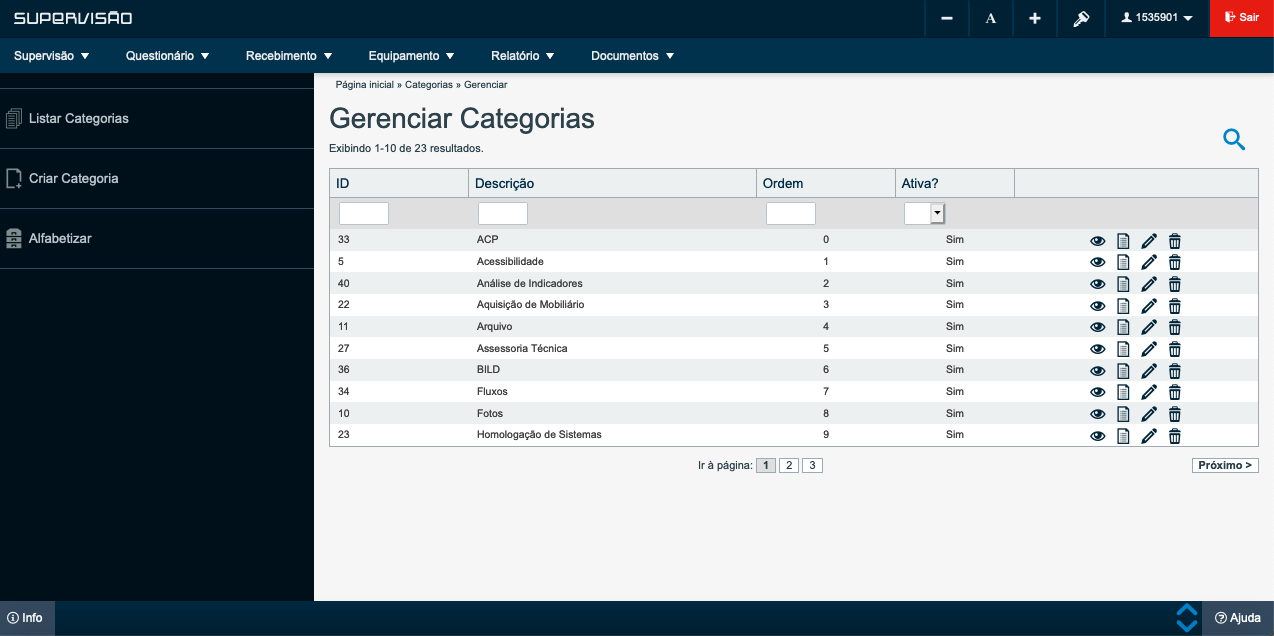 SUPERVISÃO
A
1535901
Sair
Supervisão Questionário Recebimento Equipamento Relatório Documentos
Página inicial » Categorias » Gerenciar
Listar Categorias
Criar Categoria
Alfabetizar
Gerenciar Categorias
Exibindo 1-10 de 23 resultados.
ID Descrição Ordem Ativa?
33 ACP 0 Sim
5 Acessibilidade 1 Sim
40 Análise de Indicadores 2 Sim
22 Aquisição de Mobiliário 3 Sim
11 Arquivo 4 Sim
27 Assessoria Técnica 5 Sim
36 BILD 6 Sim
34 Fluxos 7 Sim
10 Fotos 8 Sim
23 Homologação de Sistemas 9 Sim
Ir à página: 1 2 3 Próximo >
Info
Ajuda